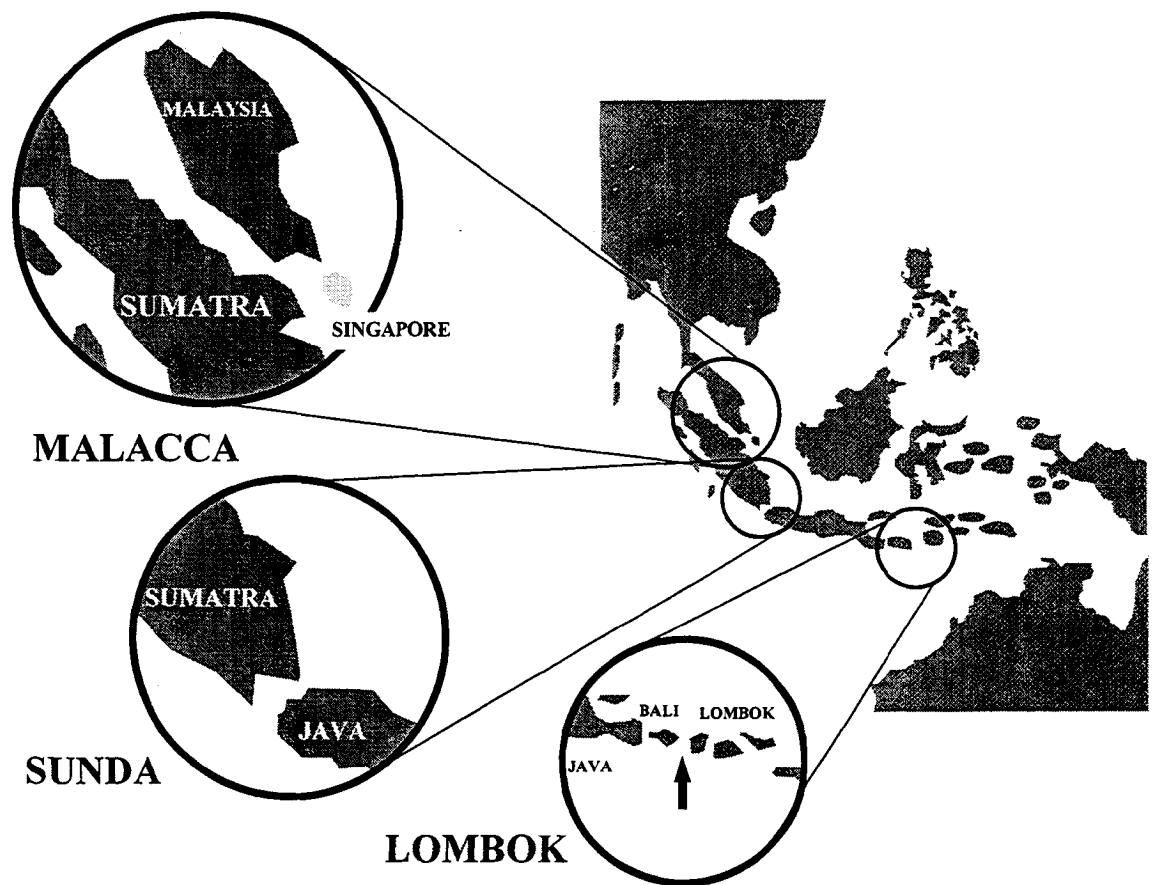 MALAYSIA
SUMATRA
SINGAPORE
MALACCA
SUMATRA
JAVA
SUNDA
BALI LOMBOK
JAVA
LOMBOK